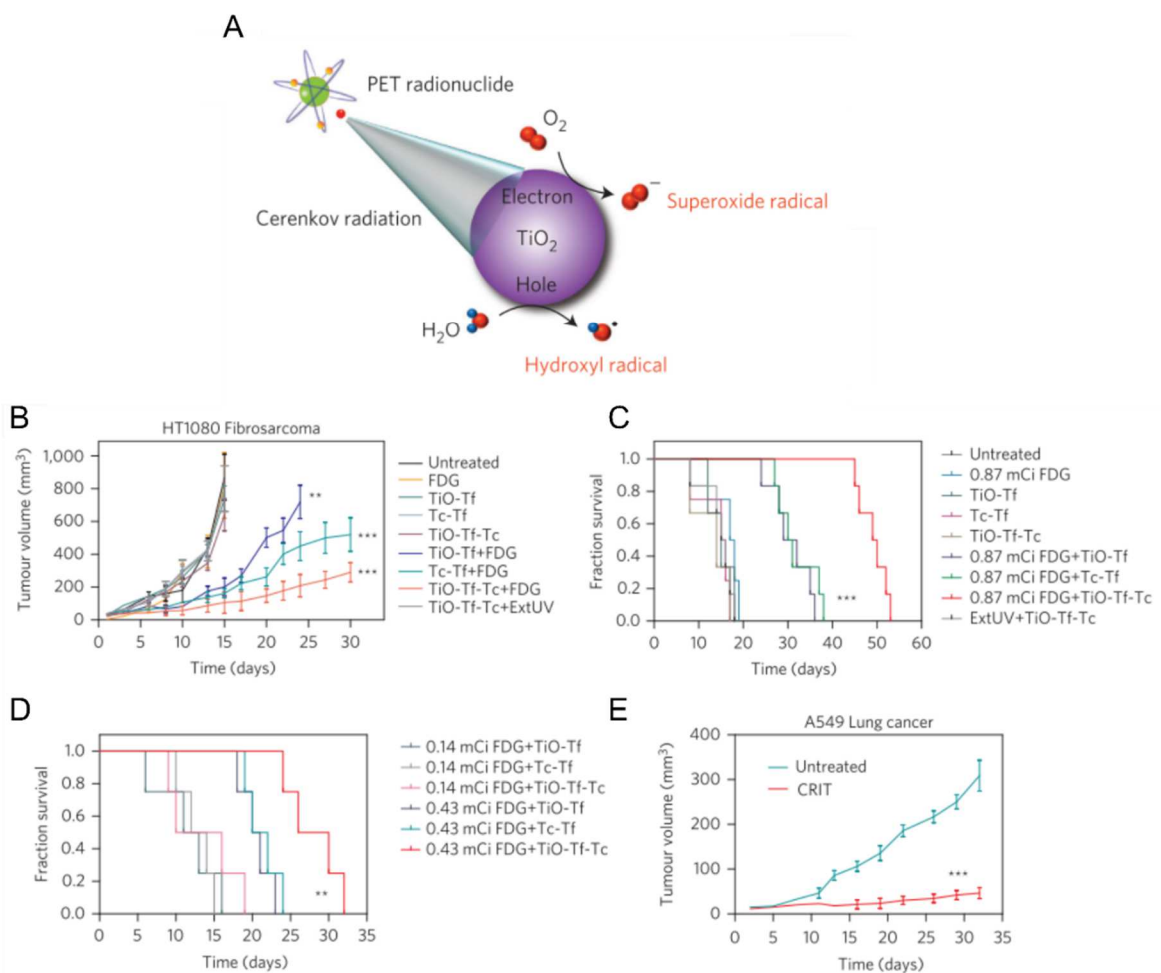 A
PET radionuclide
O2
Electron
Superoxide radical
Cerenkov radiation
TiO2
Hole
H2O
Hydroxyl radical
B
HT1080 Fibrosarcoma
Tumour volume (mm3)
1,000
800
600
400
200
0
0 5 10 15 20 25 30
Time (days)
**
***
***
Untreated
FDG
TiO-Tf
Tc-Tf
TiO-Tf-Tc
TiO-Tf+FDG
Tc-Tf+FDG
TiO-Tf-Tc+FDG
TiO-Tf-Tc+ExtUV
C
Fraction survival
1.0
0.8
0.6
0.4
0.2
0.0
0 10 20 30 40 50 60
Time (days)
***
Untreated
0.87 mCi FDG
TiO-Tf
Tc-Tf
TiO-Tf-Tc
0.87 mCi FDG+TiO-Tf
0.87 mCi FDG+Tc-Tf
0.87 mCi FDG+TiO-Tf-Tc
ExtUV+TiO-Tf-Tc
D
Fraction survival
1.0
0.8
0.6
0.4
0.2
0.0
0 5 10 15 20 25 30 35
Time (days)
**
0.14 mCi FDG+TiO-Tf
0.14 mCi FDG+Tc-Tf
0.14 mCi FDG+TiO-Tf-Tc
0.43 mCi FDG+TiO-Tf
0.43 mCi FDG+Tc-Tf
0.43 mCi FDG+TiO-Tf-Tc
E
A549 Lung cancer
Tumour volume (mm3)
400
300
200
100
0
0 5 10 15 20 25 30 35
Time (days)
Untreated
CRIT
***